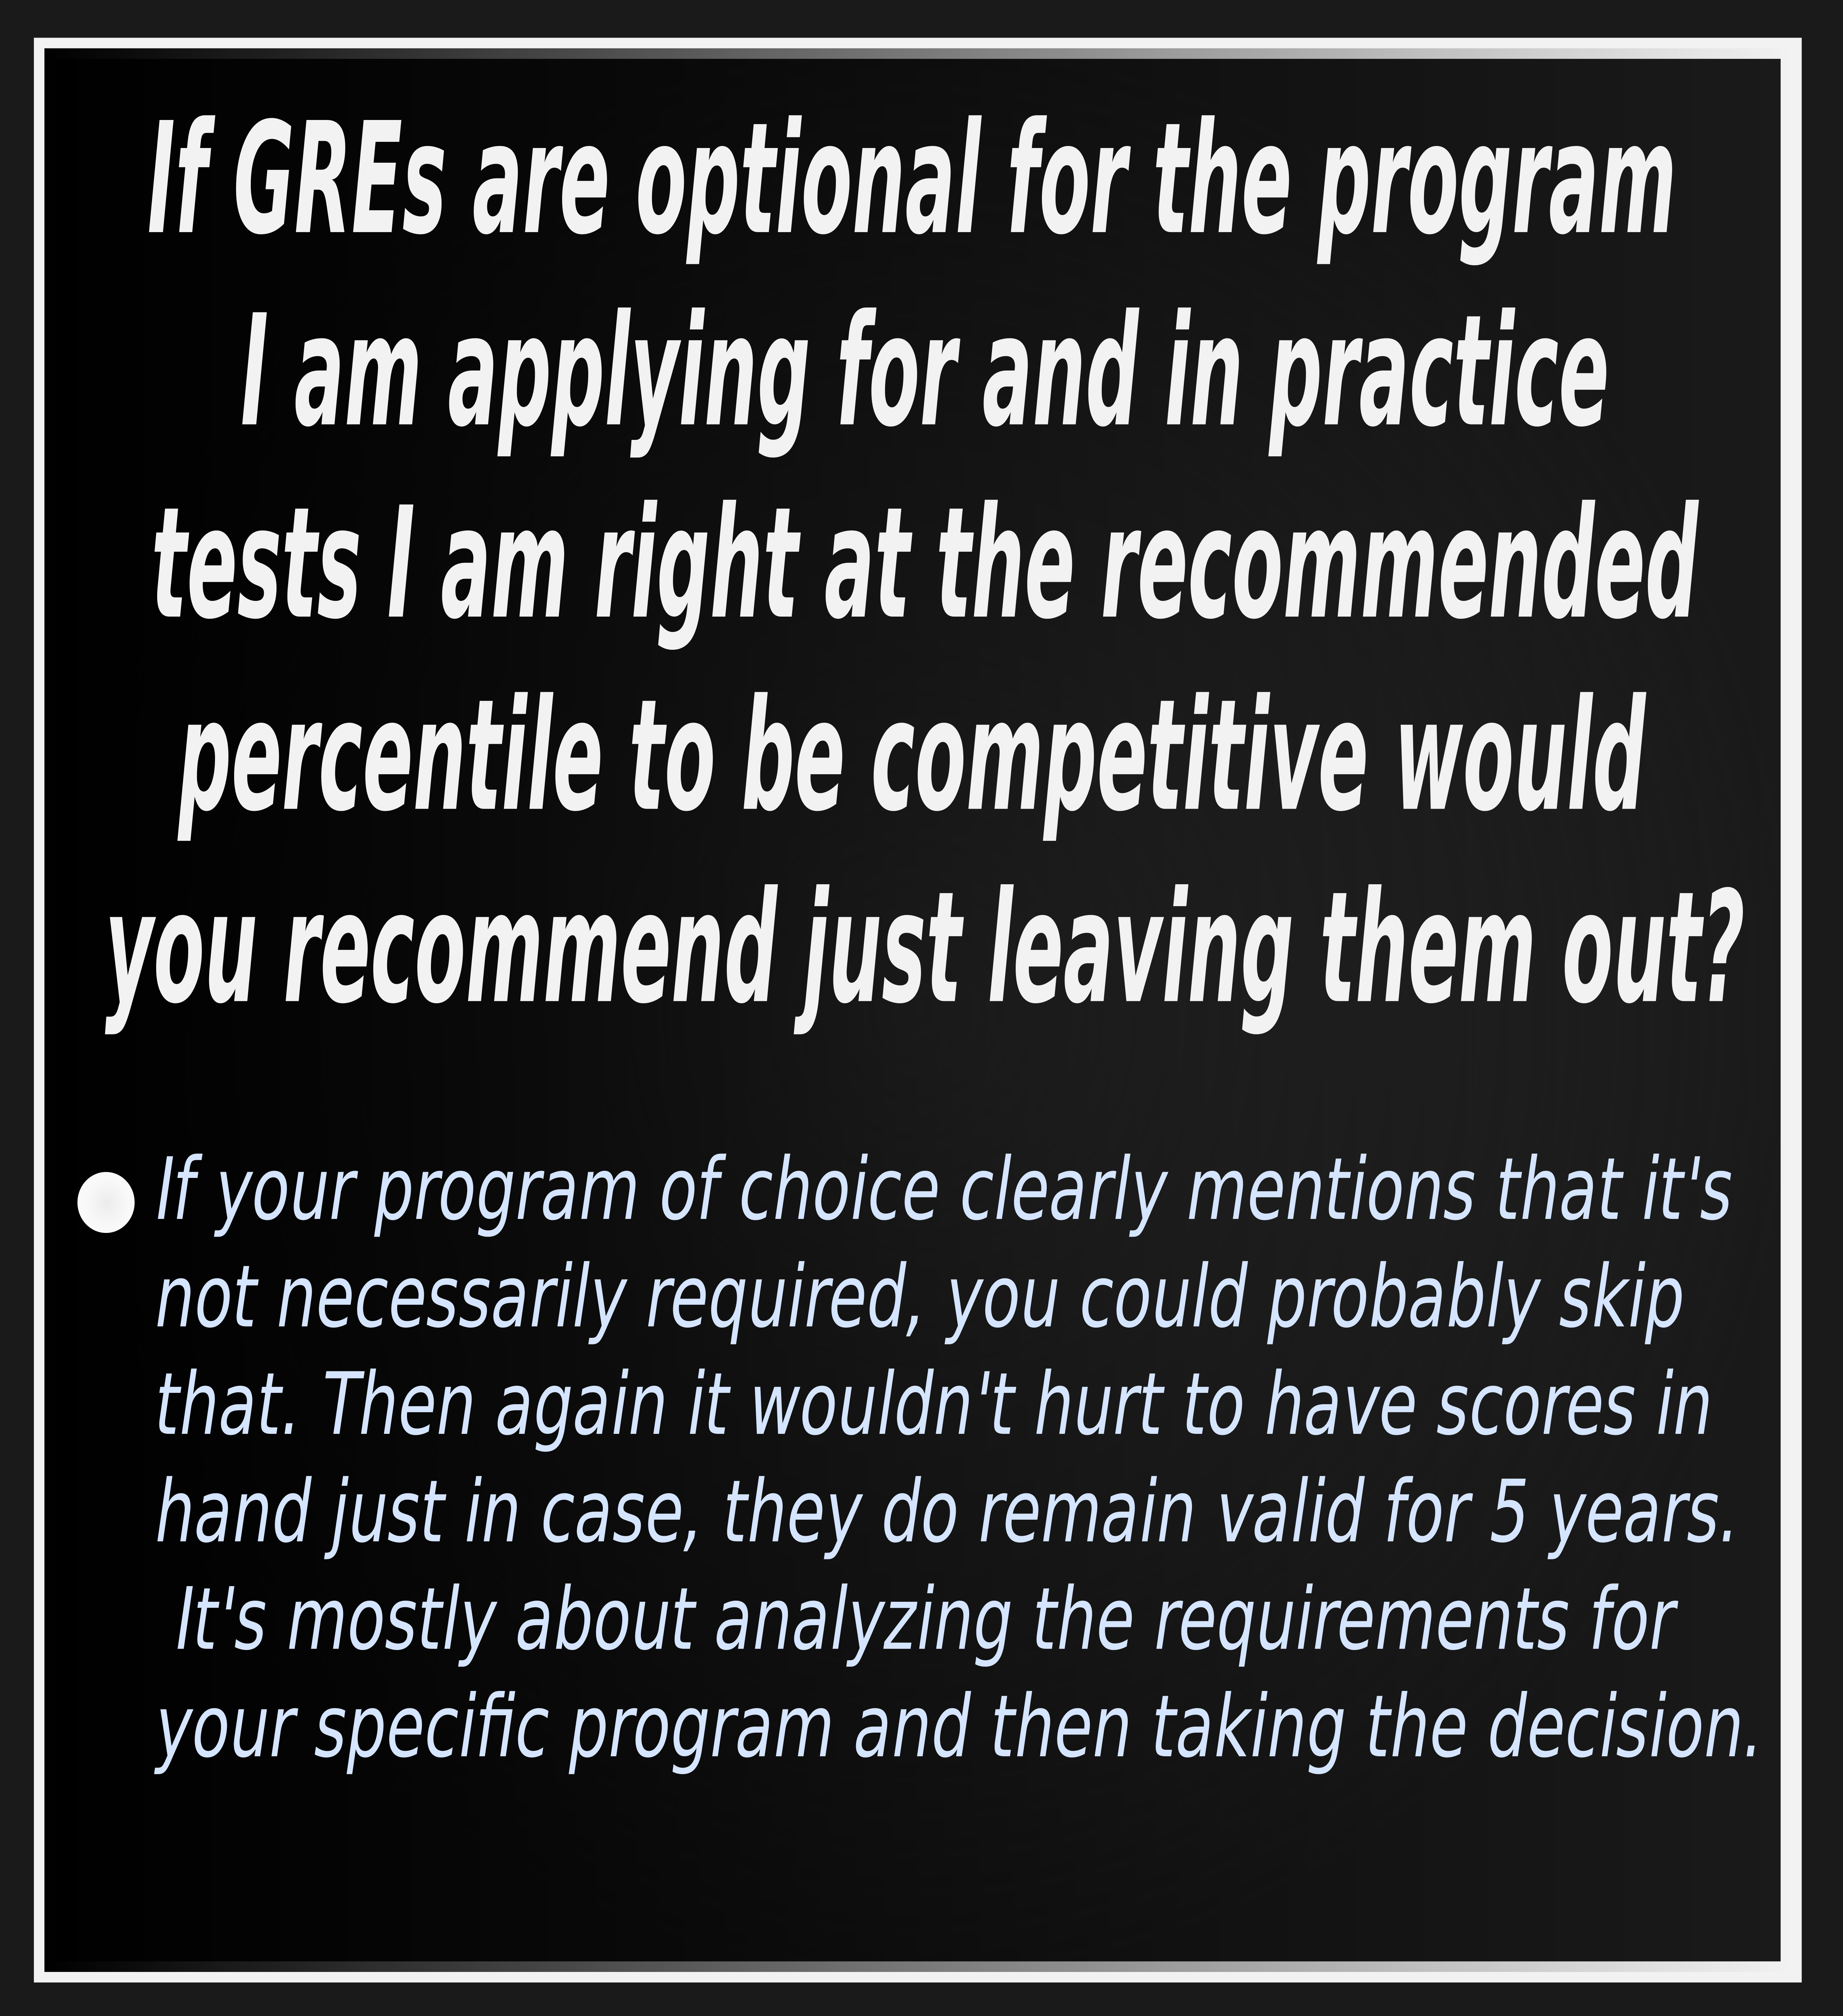 If GREs are optional for the program
I am applying for and in practice
tests I am right at the recommended
percentile to be competitive would
you recommend just leaving them out?
If your program of choice clearly mentions that it's
not necessarily required, you could probably skip
that. Then again it wouldn't hurt to have scores in
hand just in case, they do remain valid for 5 years.
It's mostly about analyzing the requirements for
your specific program and then taking the decision.